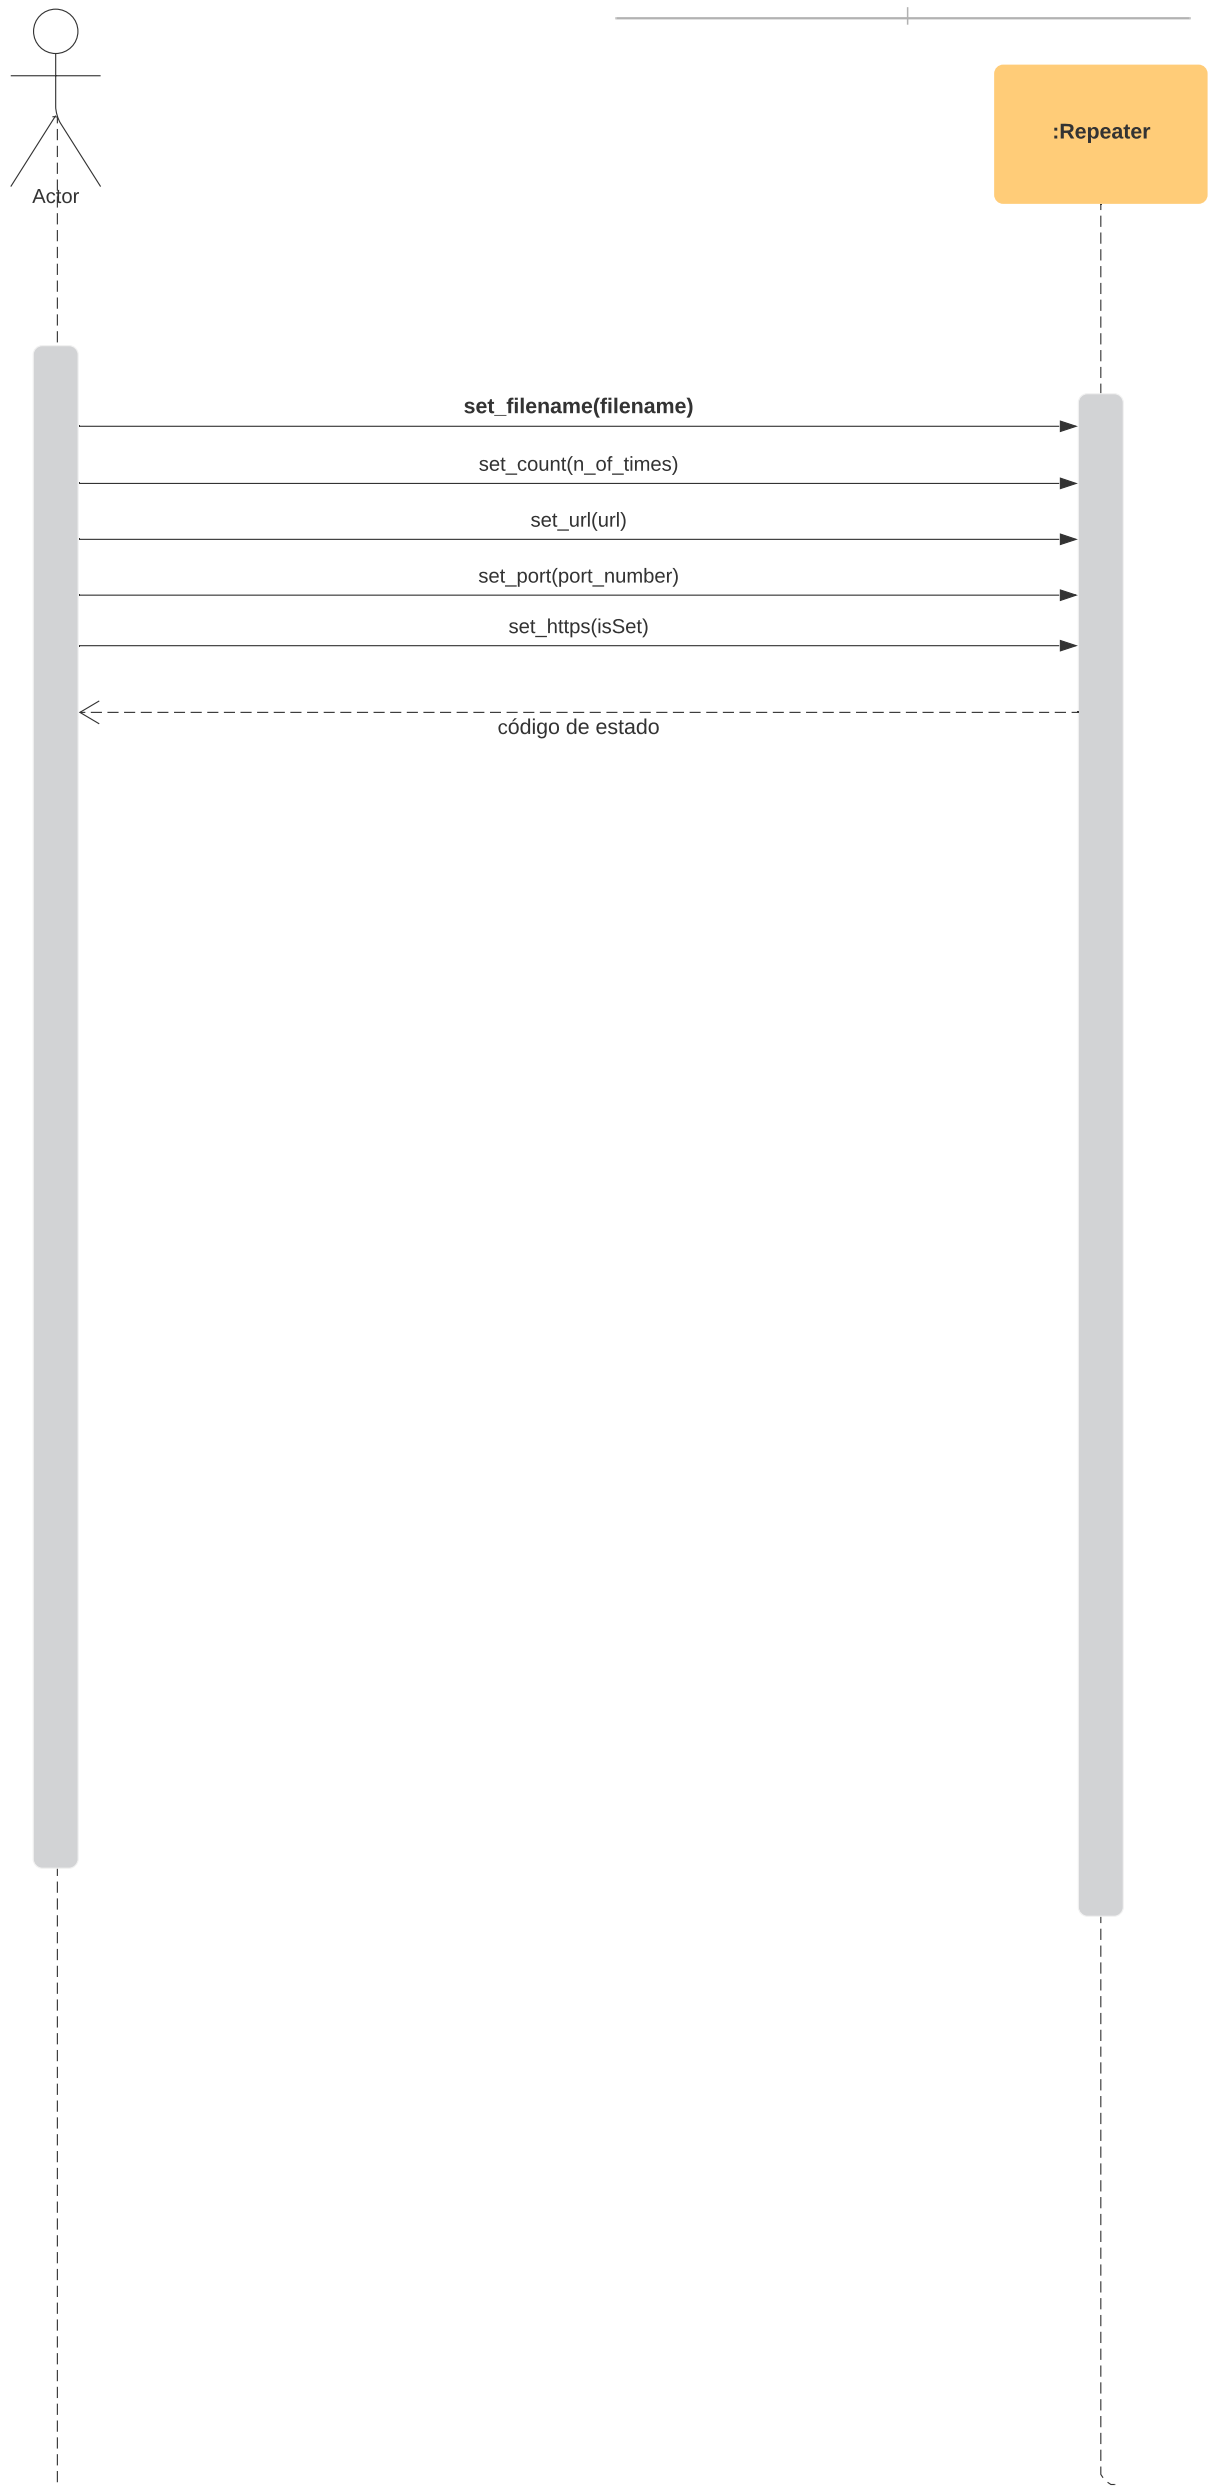 :Repeater
Actor
set_filename(filename)
set_count(n_of_times)
set_url(url)
set_port(port_number)
set_https(isSet)
código de estado